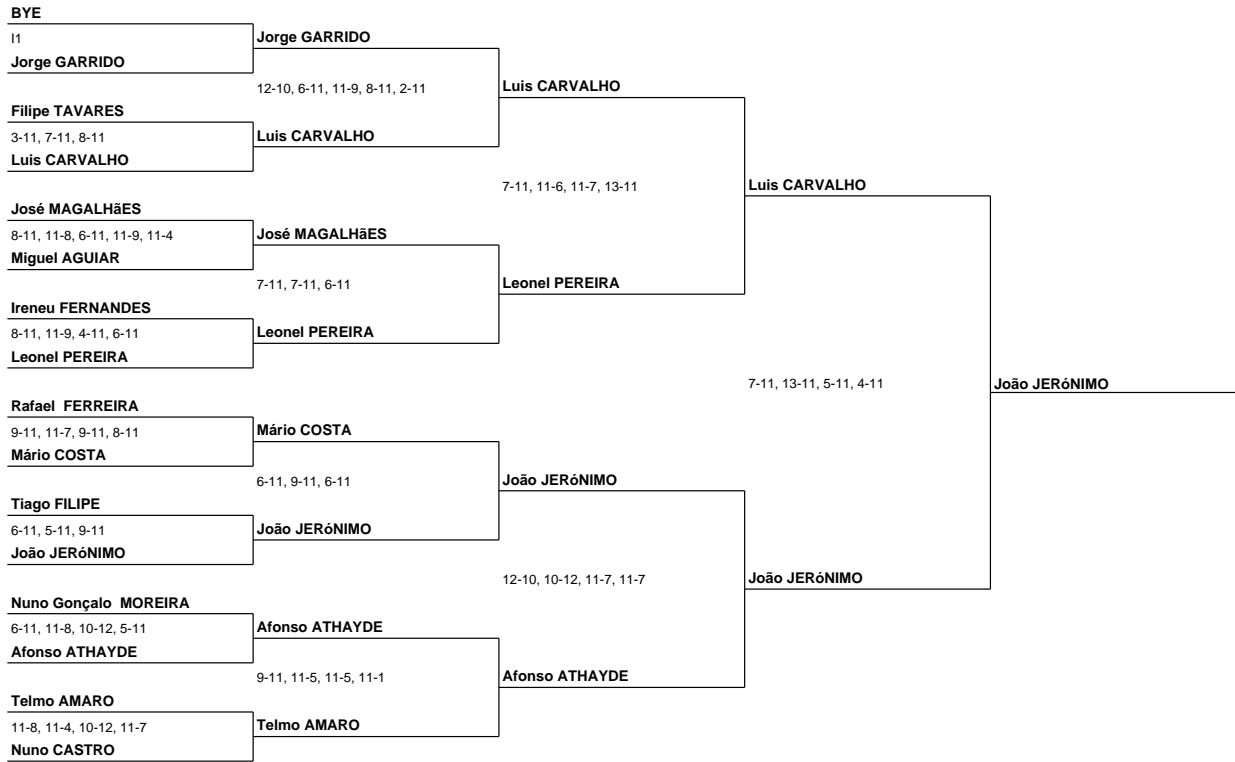 BYE
I1
Jorge GARRIDO
Filipe TAVARES
3-11, 7-11, 8-11
Luis CARVALHO
José MAGALHãES
8-11, 11-8, 6-11, 11-9, 11-4
Miguel AGUIAR
Ireneu FERNANDES
8-11, 11-9, 4-11, 6-11
Leonel PEREIRA
Rafael  FERREIRA
9-11, 11-7, 9-11, 8-11
Mário COSTA
Tiago FILIPE
6-11, 5-11, 9-11
João JERóNIMO
Nuno Gonçalo  MOREIRA
6-11, 11-8, 10-12, 5-11
Afonso ATHAYDE
Telmo AMARO
11-8, 11-4, 10-12, 11-7
Nuno CASTRO
Jorge GARRIDO
12-10, 6-11, 11-9, 8-11, 2-11
Luis CARVALHO
José MAGALHãES
7-11, 7-11, 6-11
Leonel PEREIRA
Mário COSTA
6-11, 9-11, 6-11
João JERóNIMO
Afonso ATHAYDE
9-11, 11-5, 11-5, 11-1
Telmo AMARO
Luis CARVALHO
7-11, 11-6, 11-7, 13-11
Leonel PEREIRA
João JERóNIMO
12-10, 10-12, 11-7, 11-7
Afonso ATHAYDE
Luis CARVALHO
7-11, 13-11, 5-11, 4-11
João JERóNIMO
João JERóNIMO